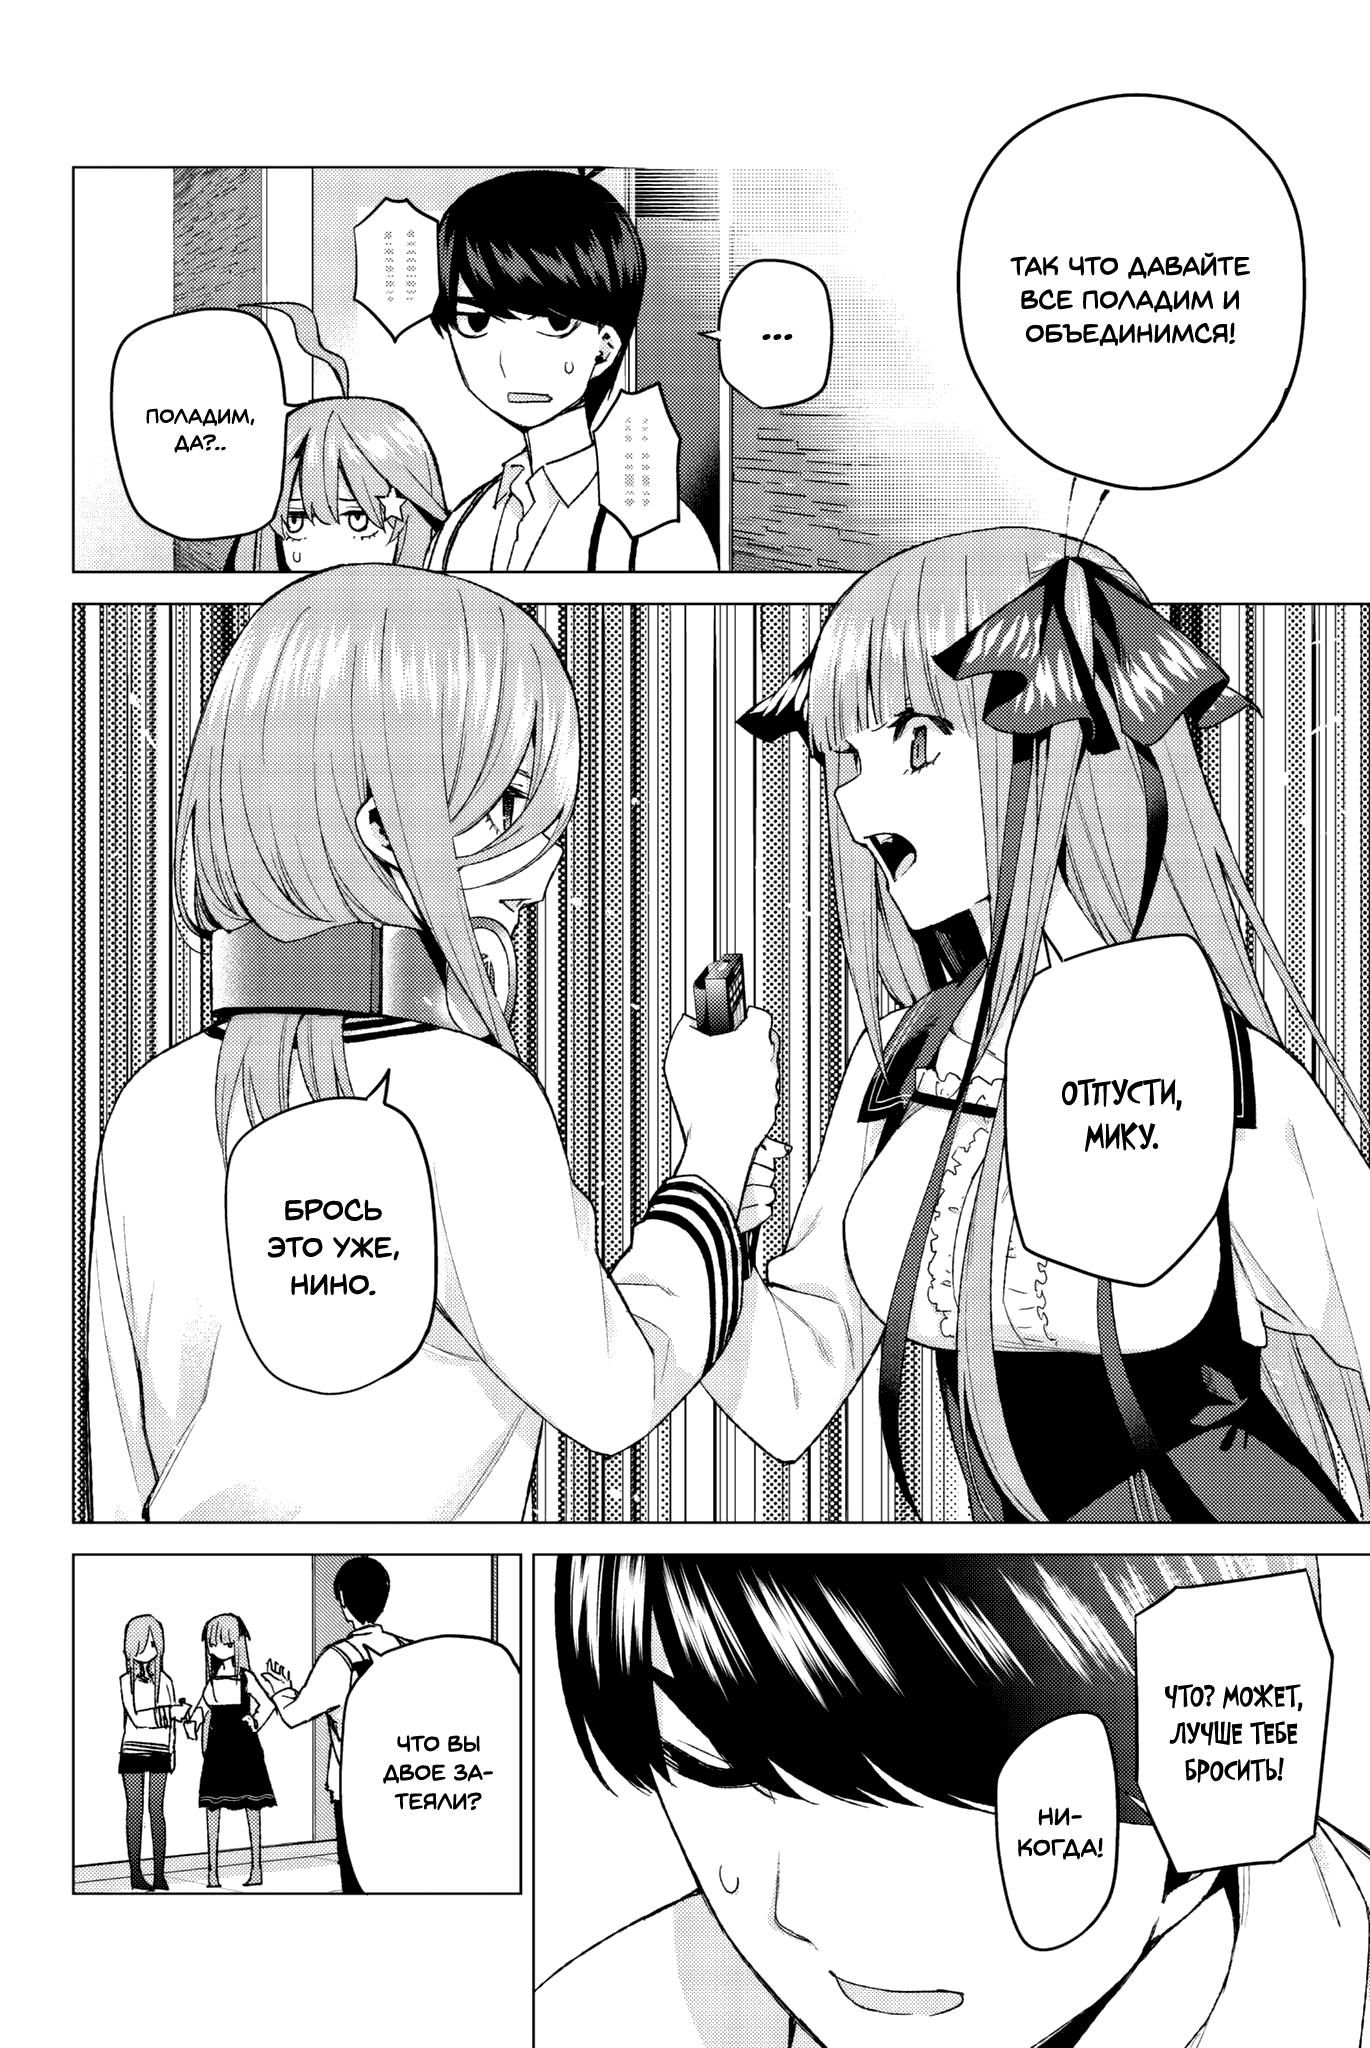 ТАК ЧТО ДАВАЙТЕ
ВСЕ ПОЛАДИМ И
ОБЪЕДИНИМСЯ!
...
ПОЛАДИМ,
ДА?..
ОТПУСТИ,
МИКУ.
БРОСЬ
ЭТО УЖЕ,
НИНО.
ЧТО? МОЖЕТ,
ЛУЧШЕ ТЕБЕ
БРОСИТЬ!
НИ-
КОГДА!
ЧТО ВЫ
ДВОЕ ЗА-
ТЕЯЛИ?